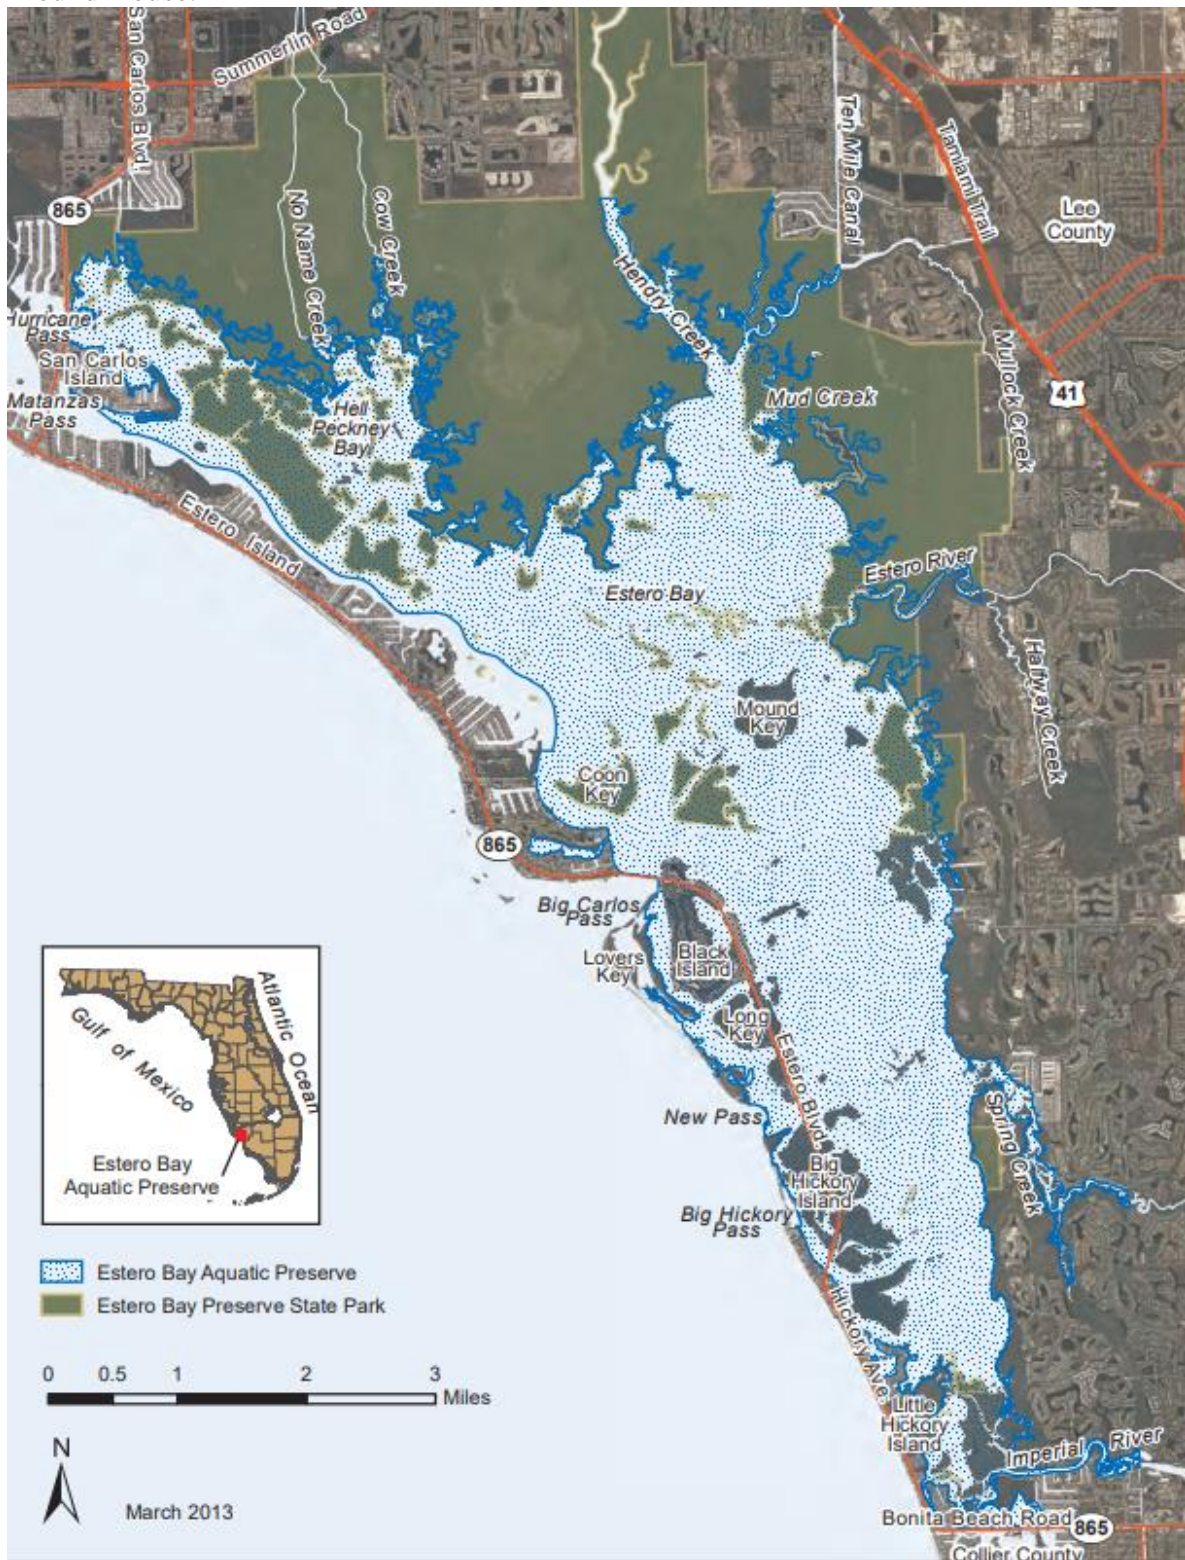 San Carlos Blvd.
Summerlin Road
Ten Mile Canal
Tamiami Trail
865
No Name Creek
Cow Creek
Lee
County
Hendry Creek
Hurricane
Pass
San Carlos
Island
Matanzas
Pass
Hell
Peckney
Bay
Mud Creek
Mullock Creek
41
Estero Island
Estero River
Estero Bay
Halfway Creek
Mound
Key
Coon
Key
865
Big Carlos
Pass
Lovers
Key
Black
Island
Long
Key
Estero Blvd.
New Pass
Spring Creek
Big
Hickory
Island
Big Hickory
Pass
Hickory Ave.
Gulf of Mexico
Atlantic Ocean
Estero Bay
Aquatic Preserve
Estero Bay Aquatic Preserve
Estero Bay Preserve State Park
0 0.5 1 2 3
Miles
Little
Hickory
Island
Imperial River
N
March 2013
Bonita Beach Road
865
Collier County